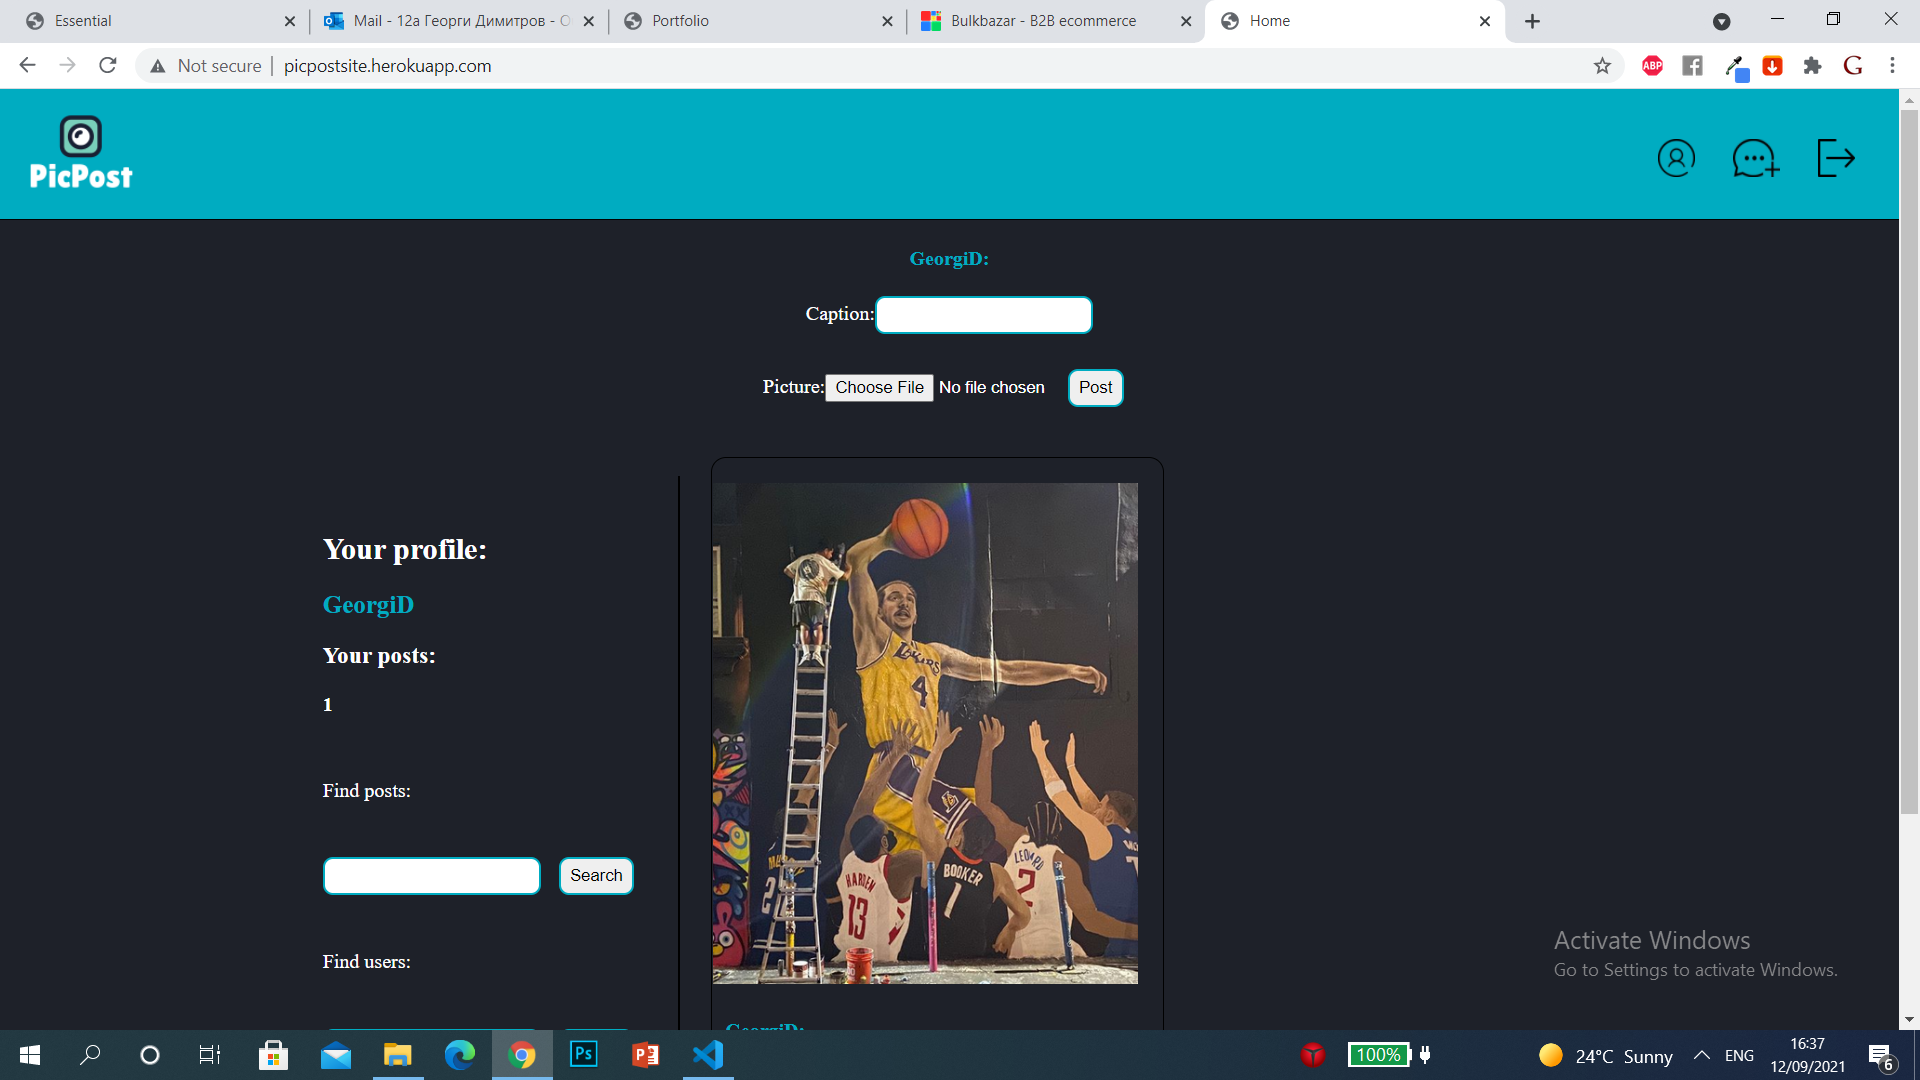 Essential
Mail - 12а Георги Димитров - O
Portfolio
Bulkbazar - B2B ecommerce
Home
Not secure
picpostsite.herokuapp.com
ABP
G
PicPost
GeorgiD:
Caption:
Picture: Choose File No file chosen Post
Your profile:
GeorgiD
Your posts:
1
Find posts:
Search
Find users:
LAKERS
4
HARDEN
13
BOOKER
1
LEONARD
2
GeorgiD:
Activate Windows
Go to Settings to activate Windows.
Ps
P
100%
24°C Sunny
ENG
16:37
12/09/2021
6